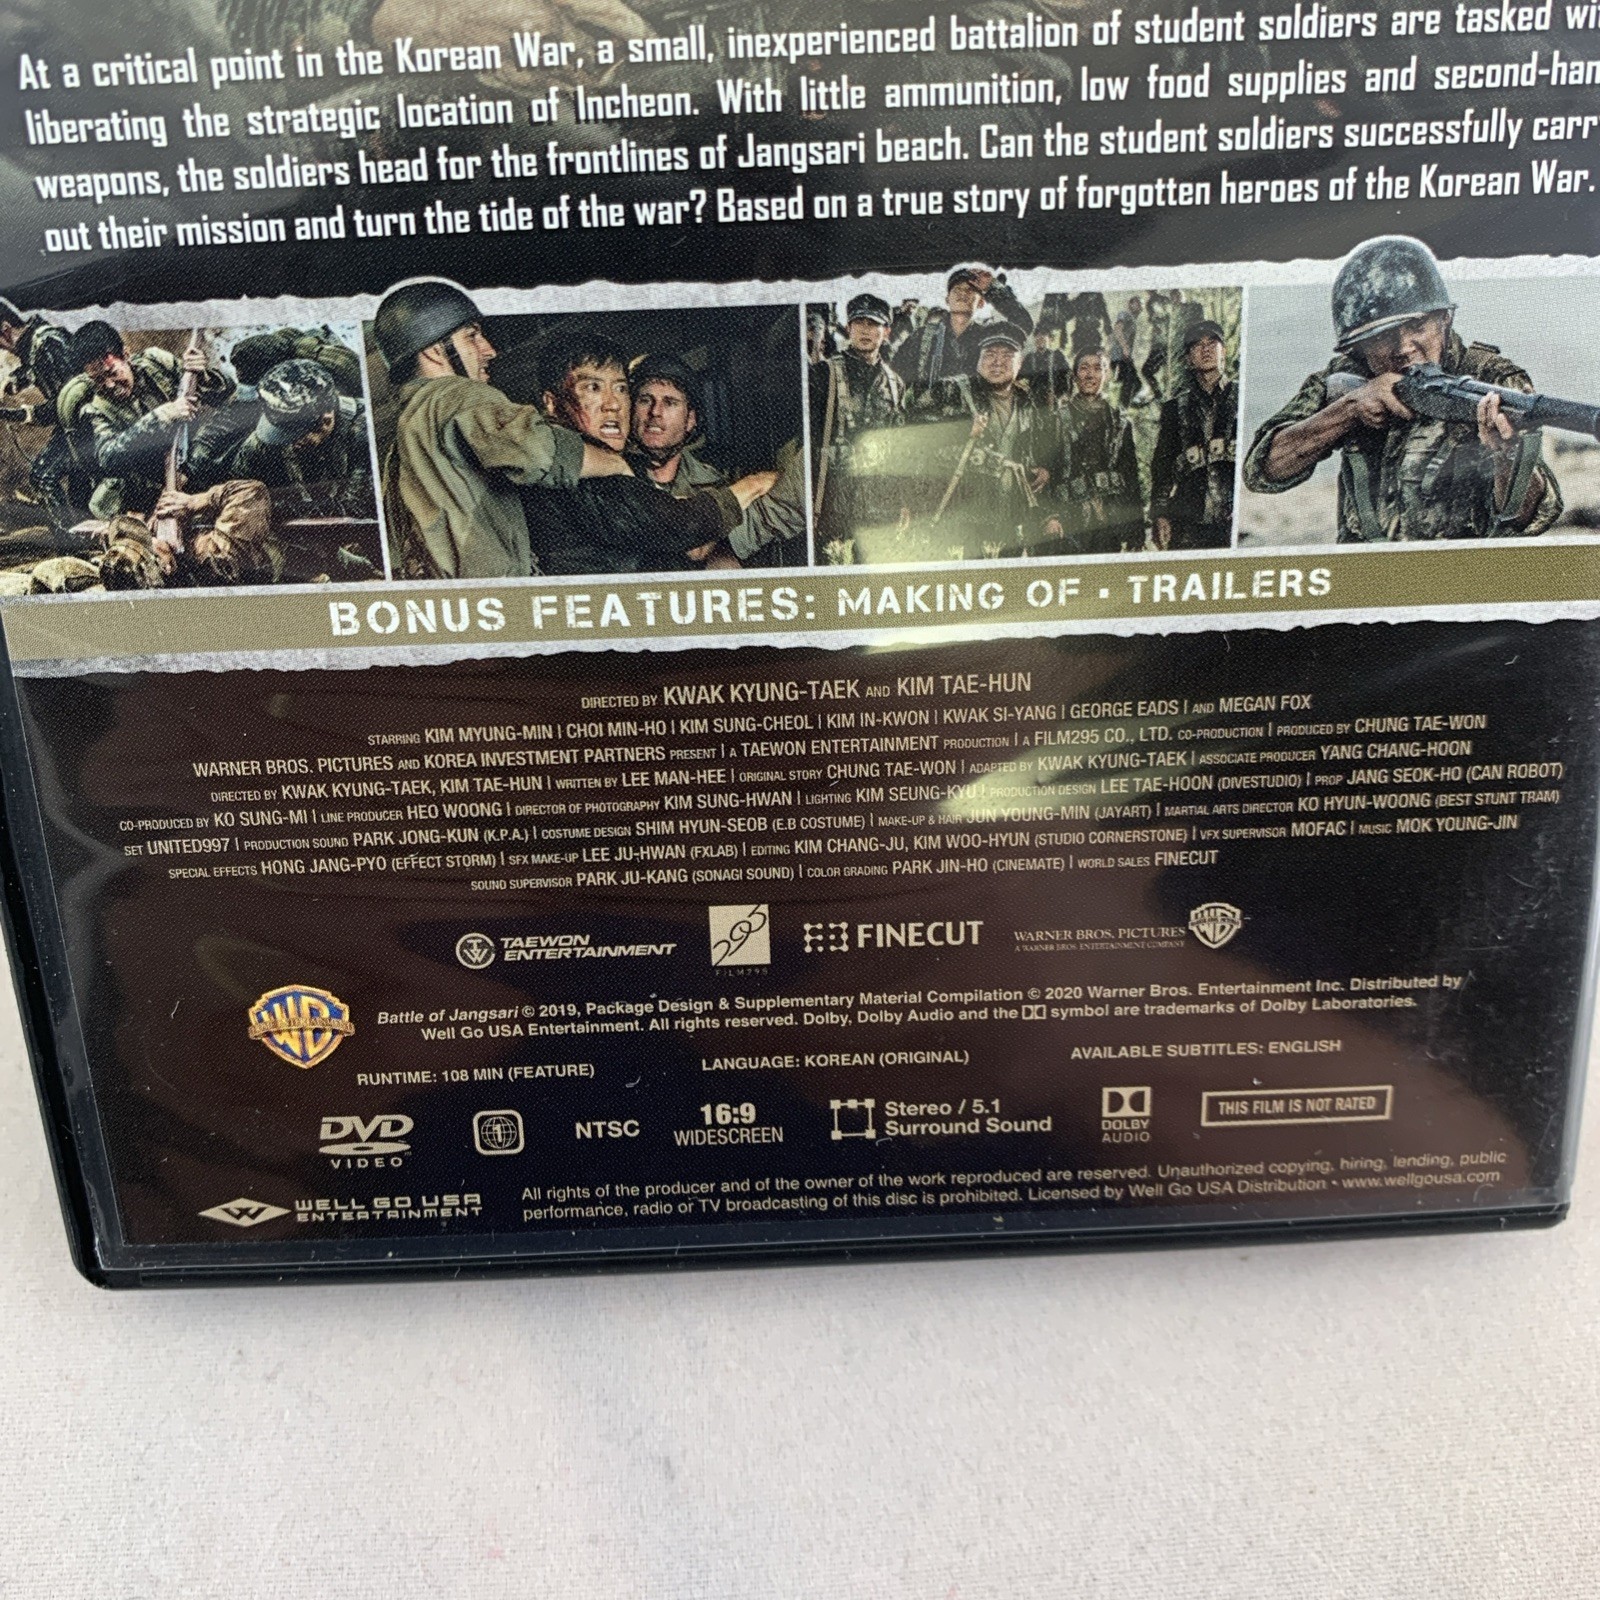 At a critical point in the Korean War, a small, inexperienced battalion of student soldiers are tasked wi
liberating the strategic location of Incheon. With little ammunition, low food supplies and second-han
weapons, the soldiers head for the frontlines of Jangsari beach. Can the student soldiers successfully carr
out their mission and turn the tide of the war? Based on a true story of forgotten heroes of the Korean War.
BONUS FEATURES: MAKING OF • TRAILERS
DIRECTED BY KWAK KYUNG-TAEK AND KIM TAE-HUN
STARRING KIM MYUNG-MIN | CHOI MIN-HO | KIM SUNG-CHEOL | KIM IN-KWON | KWAK SI-YANG | GEORGE EADS | AND MEGAN FOX
WARNER BROS. PICTURES AND KOREA INVESTMENT PARTNERS PRESENT | A TAEWON ENTERTAINMENT PRODUCTION | A FILM295 CO., LTD. CO-PRODUCTION | PRODUCED BY CHUNG TAE-WON
DIRECTED BY KWAK KYUNG-TAEK, KIM TAE-HUN | WRITTEN BY LEE MAN-HEE | ORIGINAL STORY CHUNG TAE-WON | ADAPTED BY KWAK KYUNG-TAEK | ASSOCIATE PRODUCER YANG CHANG-HOON
CO-PRODUCED BY KO SUNG-MI | LINE PRODUCER HEO WOONG | DIRECTOR OF PHOTOGRAPHY KIM SUNG-HWAN | LIGHTING KIM SEUNG-KYU | PRODUCTION DESIGN LEE TAE-HOON (DIVESTUDIO) | PROP JANG SEOK-HO (CAN ROBOT)
SET UNITED997 | PRODUCTION SOUND PARK JONG-KUN (K.P.A.) | COSTUME DESIGN SHIM HYUN-SEOB (E.B COSTUME) | MAKE-UP & HAIR JUN YOUNG-MIN (JAYART) | MARTIAL ARTS DIRECTOR KO HYUN-WOONG (BEST STUNT TRAM)
SPECIAL EFFECTS HONG JANG-PYO (EFFECT STORM) | SFX MAKE-UP LEE JU-HWAN (FXLAB) | EDITING KIM CHANG-JU, KIM WOO-HYUN (STUDIO CORNERSTONE) | VFX SUPERVISOR MOFAC | MUSIC MOK YOUNG-JIN
SOUND SUPERVISOR PARK JU-KANG (SONAGI SOUND) | COLOR GRADING PARK JIN-HO (CINEMATE) | WORLD SALES FINECUT
TAEWON
ENTERTAINMENT
295
FILM295
FINECUT
WARNER BROS. PICTURES
A WARNER BROS. ENTERTAINMENT COMPANY
Battle of Jangsari © 2019, Package Design & Supplementary Material Compilation © 2020 Warner Bros. Entertainment Inc. Distributed by
Well Go USA Entertainment. All rights reserved. Dolby, Dolby Audio and the symbol are trademarks of Dolby Laboratories.
RUNTIME: 108 MIN (FEATURE)
LANGUAGE: KOREAN (ORIGINAL)
AVAILABLE SUBTITLES: ENGLISH
DVD
VIDEO
1
NTSC
16:9
WIDESCREEN
Stereo / 5.1
Surround Sound
DOLBY
AUDIO
THIS FILM IS NOT RATED
WELL GO USA
ENTERTAINMENT
All rights of the producer and of the owner of the work reproduced are reserved. Unauthorized copying, hiring, lending, public
performance, radio or TV broadcasting of this disc is prohibited. Licensed by Well Go USA Distribution • www.wellgousa.com